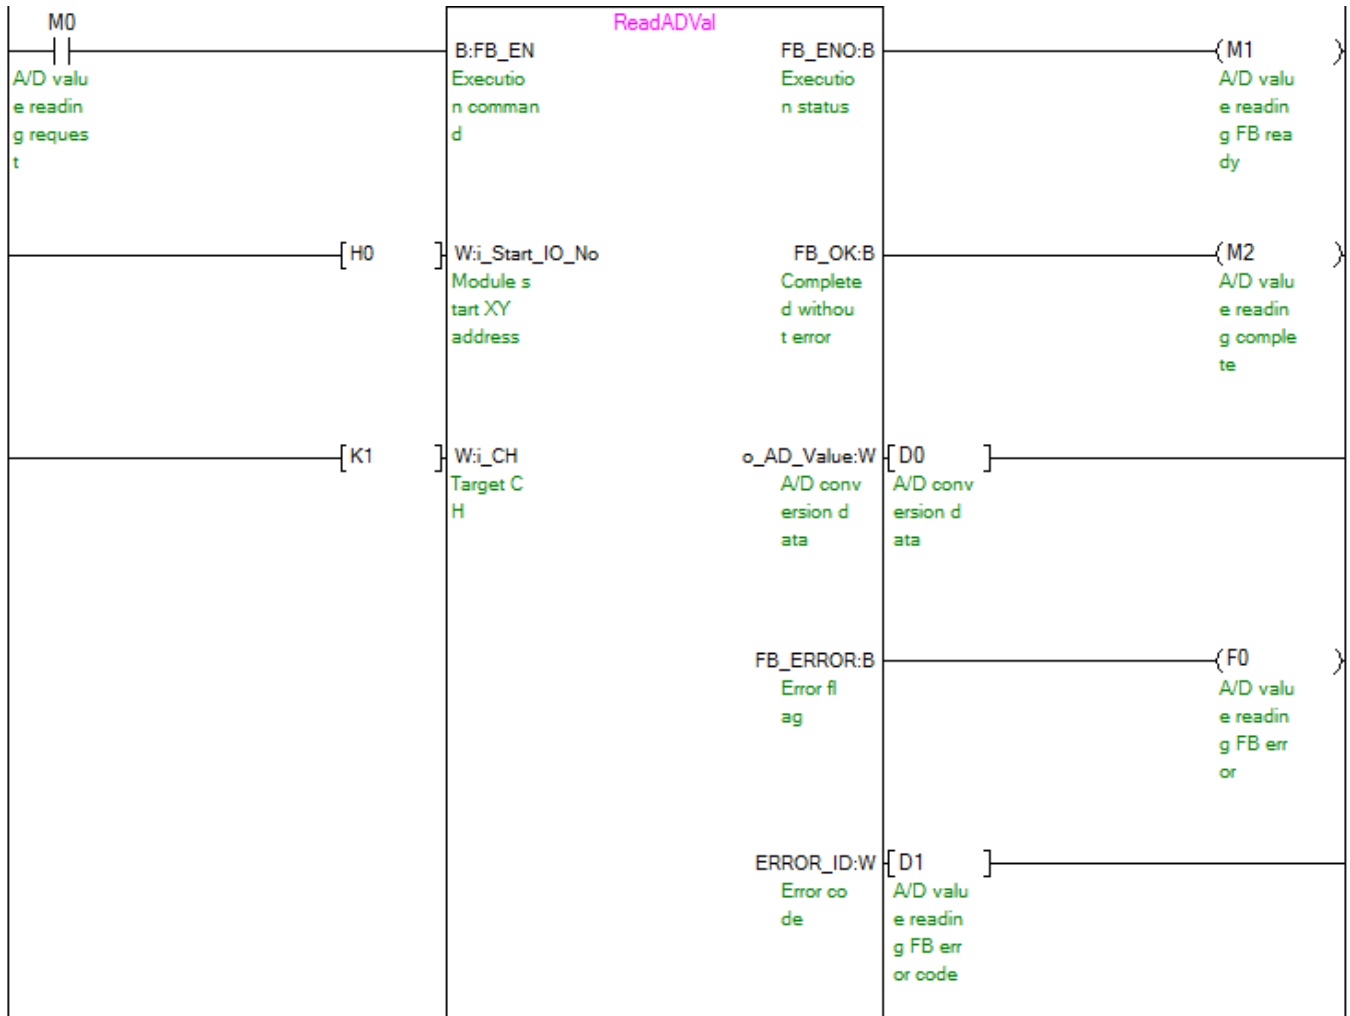 M0
ReadADVal
B:FB_EN
FB_ENO:B
M1
A/D valu
e readin
g reques
t
Executio
n comman
d
Executio
n status
A/D valu
e readin
g FB rea
dy
H0
W:i_Start_IO_No
FB_OK:B
M2
Module s
tart XY
address
Complete
d withou
t error
A/D valu
e readin
g comple
te
K1
W:i_CH
o_AD_Value:W
D0
Target C
H
A/D conv
ersion d
ata
A/D conv
ersion d
ata
FB_ERROR:B
F0
Error fl
ag
A/D valu
e readin
g FB err
or
ERROR_ID:W
D1
Error co
de
A/D valu
e readin
g FB err
or code